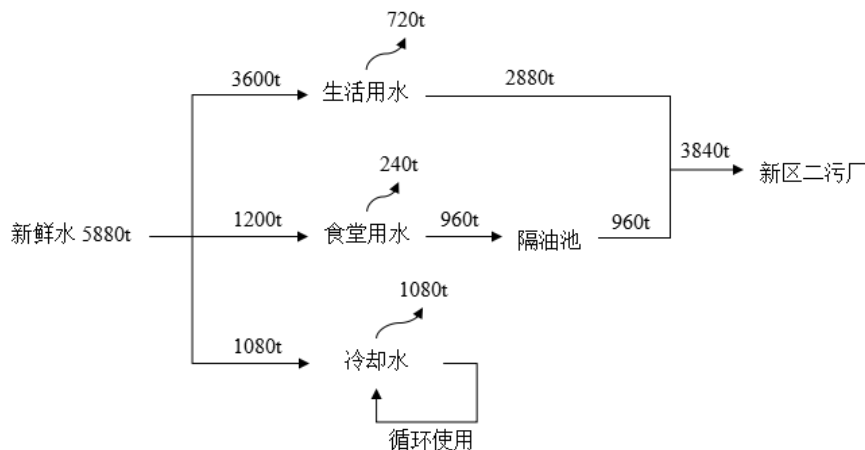 720t
3600t
生活用水
2880t
3840t
新区二污厂
240t
新鲜水 5880t
1200t
食堂用水
960t
隔油池
960t
1080t
1080t
冷却水
循环使用